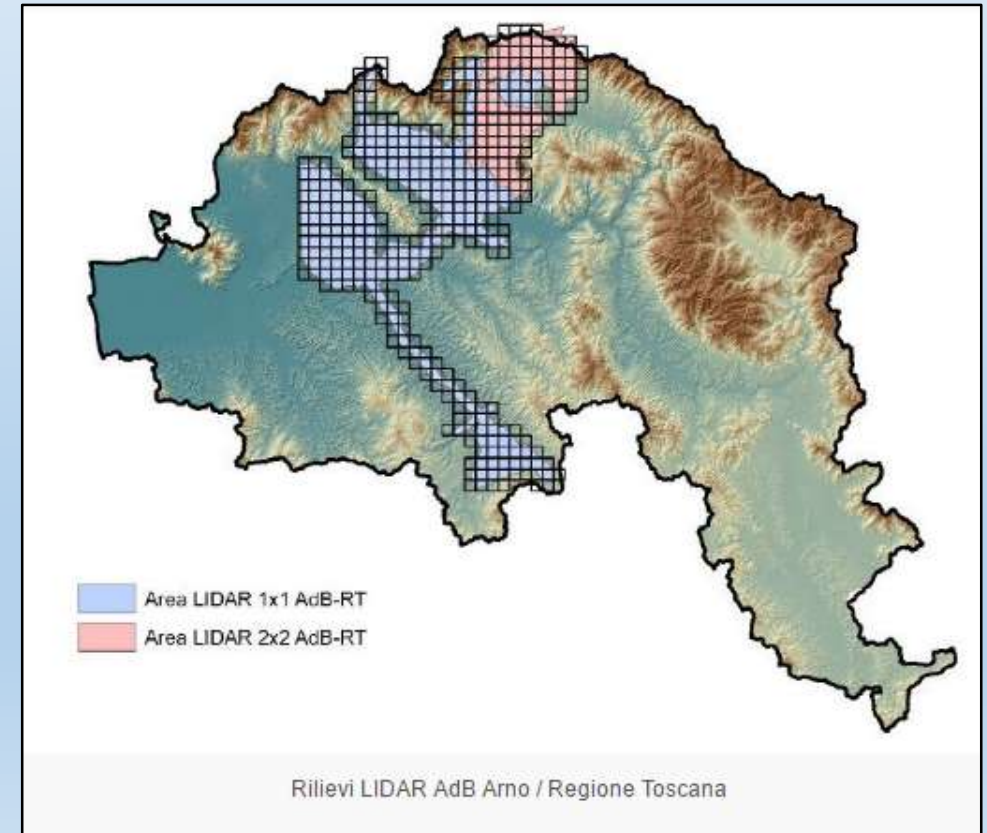 Area LIDAR 1x1 AdB-RT
Area LIDAR 2x2 AdB-RT
Rilievi LIDAR AdB Arno / Regione Toscana